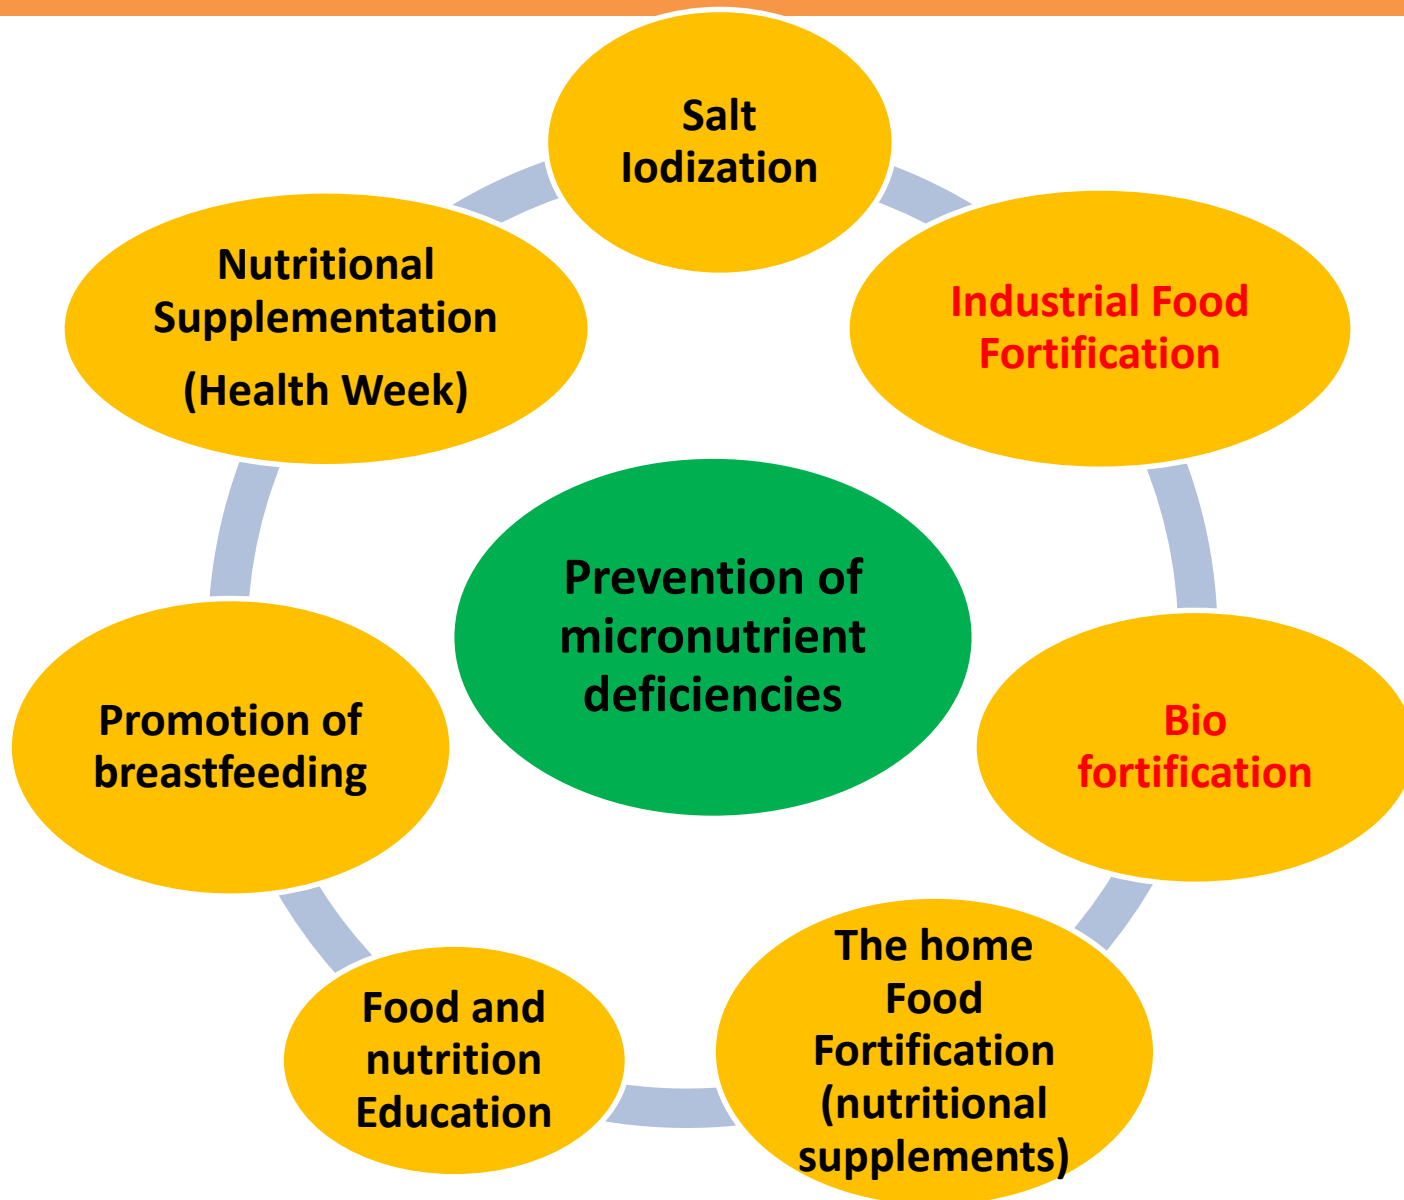 Salt
Iodization
Industrial Food
Fortification
Bio
fortification
The home
Food
Fortification
(nutritional
supplements)
Food and
nutrition
Education
Promotion of
breastfeeding
Nutritional
Supplementation
(Health Week)
Prevention of
micronutrient
deficiencies